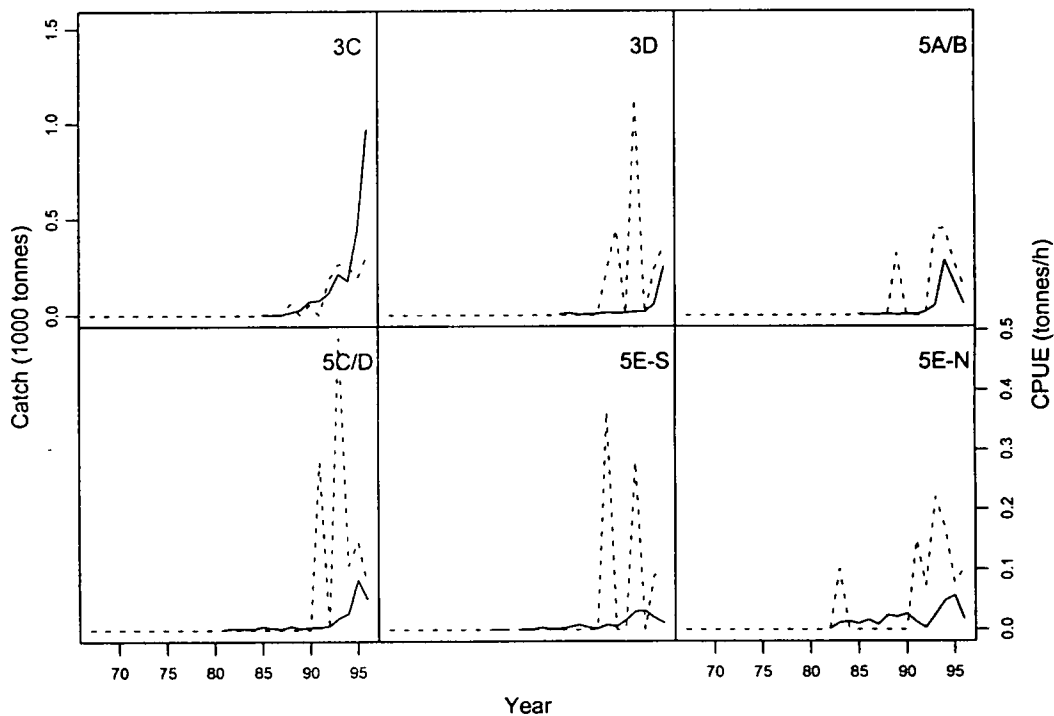 3C
3D
5A/B
1.5
1.0
0.5
0.0
Catch (1000 tonnes)
5C/D
5E-S
5E-N
0.5
0.4
0.3
0.2
0.1
0.0
CPUE (tonnes/h)
70 75 80 85 90 95
70 75 80 85 90 95
Year